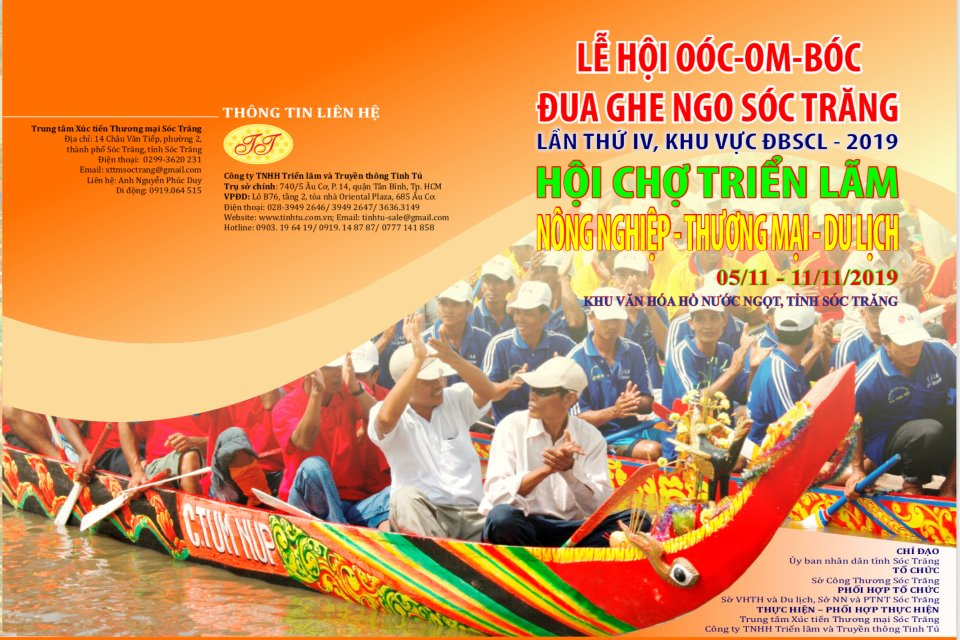 THÔNG TIN LIÊN HỆ
Trung tâm Xúc tiến Thương mại Sóc Trăng
Địa chỉ: 14 Châu Văn Tiếp, phường 2,
thành phố Sóc Trăng, tỉnh Sóc Trăng
Điện thoại: 0299-3620 231
Email: xttmsoctrang@gmail.com
Liên hệ: Anh Nguyễn Phúc Duy
Di động: 0919.064 515
TT
Công ty TNHH Triển lãm và Truyền thông Tinh Tú
Trụ sở chính: 740/5 Âu Cơ, P. 14, quận Tân Bình, Tp. HCM
VPĐD: Lô B76, tầng 2, tòa nhà Oriental Plaza, 685 Âu Cơ.
Điện thoại: 028-3949 2646/ 3949 2647/ 3636.3149
Website: www.tinhtu.com.vn; Email: tinhtu-sale@gmail.com
Hotline: 0903. 19 64 19/ 0919. 14 87 87/ 0777 141 858
LỄ HỘI OÓC-OM-BÓC
ĐUA GHE NGO SÓC TRĂNG
LẦN THỨ IV, KHU VỰC ĐBSCL - 2019
HỘI CHỢ TRIỂN LÃM
NÔNG NGHIỆP - THƯƠNG MẠI - DU LỊCH
05/11 - 11/11/2019
KHU VĂN HÓA HỒ NƯỚC NGỌT, TỈNH SÓC TRĂNG
C.TUM NUP
CHỈ ĐẠO
Ủy ban nhân dân tỉnh Sóc Trăng
TỔ CHỨC
Sở Công Thương Sóc Trăng
PHỐI HỢP TỔ CHỨC
Sở VHTH và Du lịch, Sở NN và PTNT Sóc Trăng
THỰC HIỆN – PHỐI HỢP THỰC HIỆN
Trung tâm Xúc tiến Thương mại Sóc Trăng
Công ty TNHH Triển lãm và Truyền thông Tinh Tú